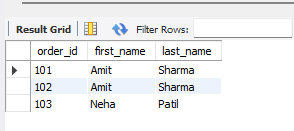 Result Grid Filter Rows:
order_id first_name last_name
101 Amit Sharma
102 Amit Sharma
103 Neha Patil